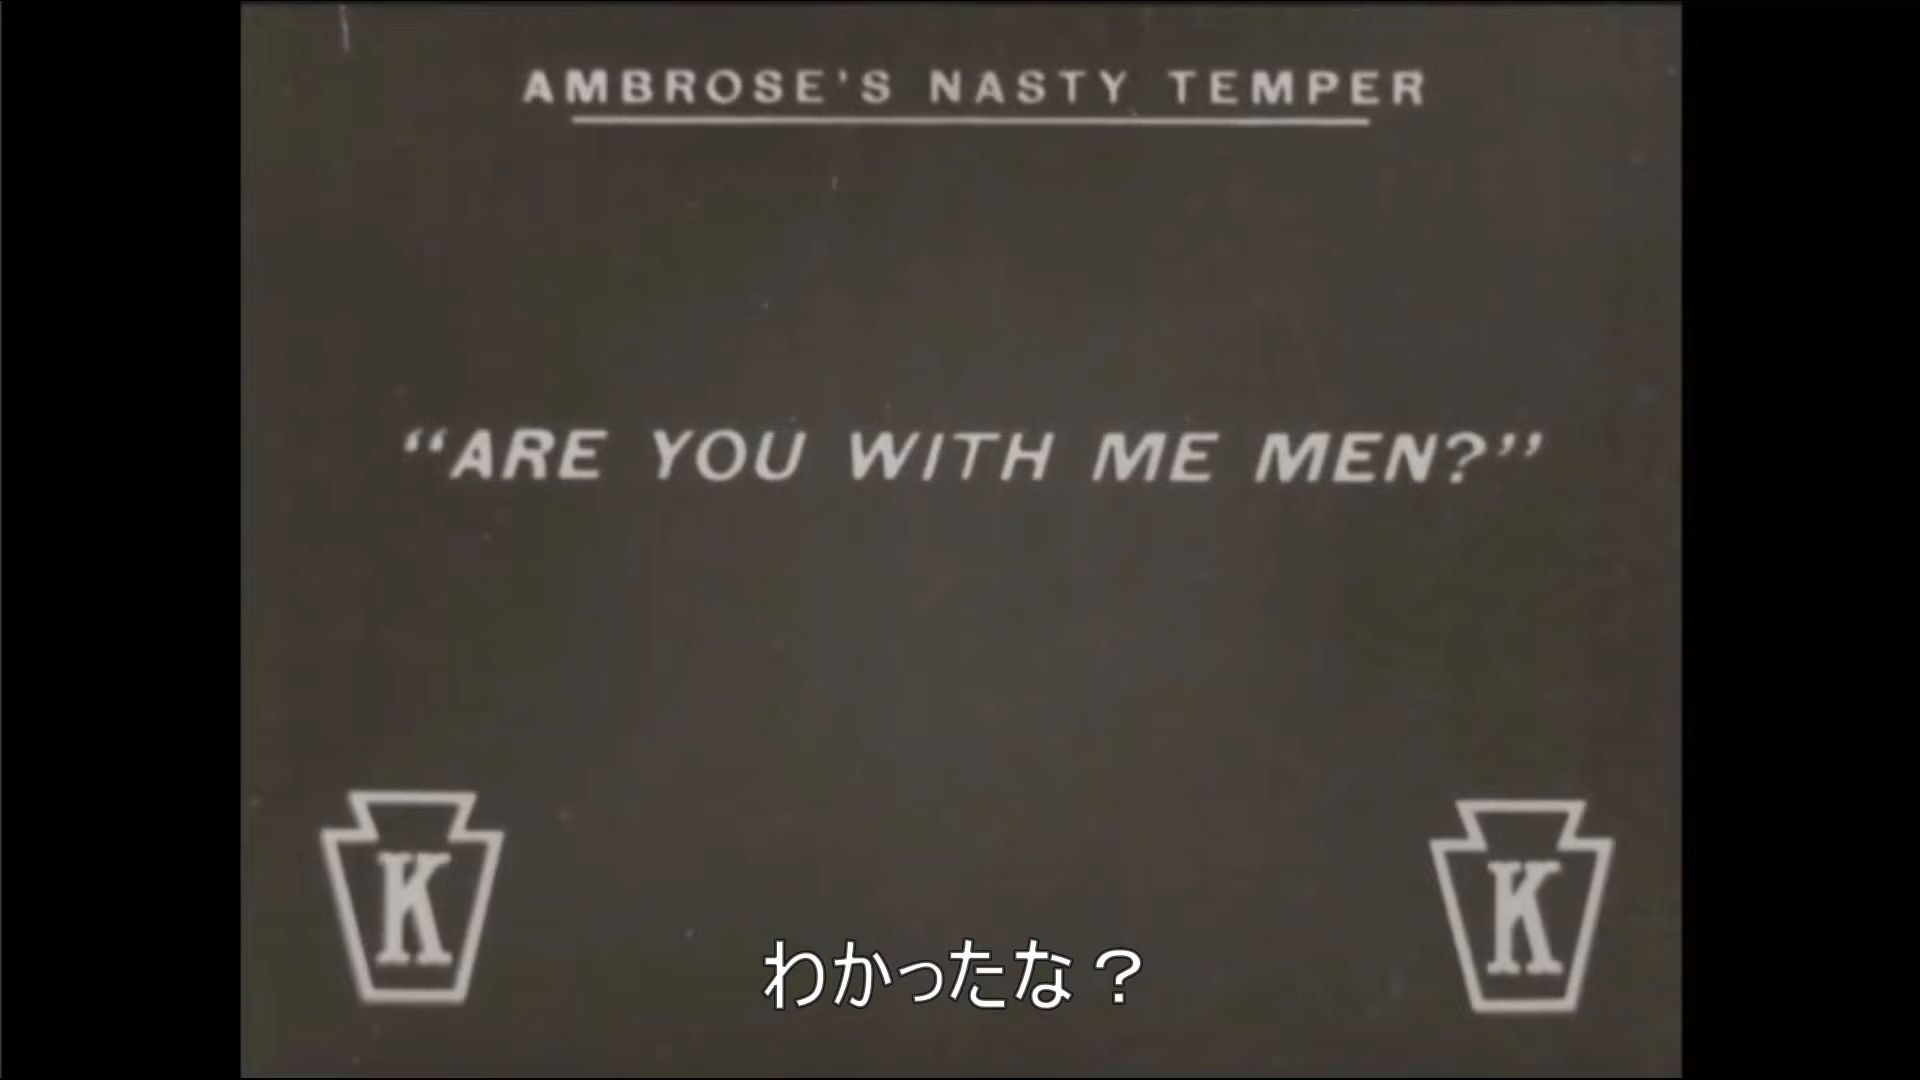 AMBROSE'S NASTY TEMPER
"ARE YOU WITH ME MEN?"
K
K
わかったな？